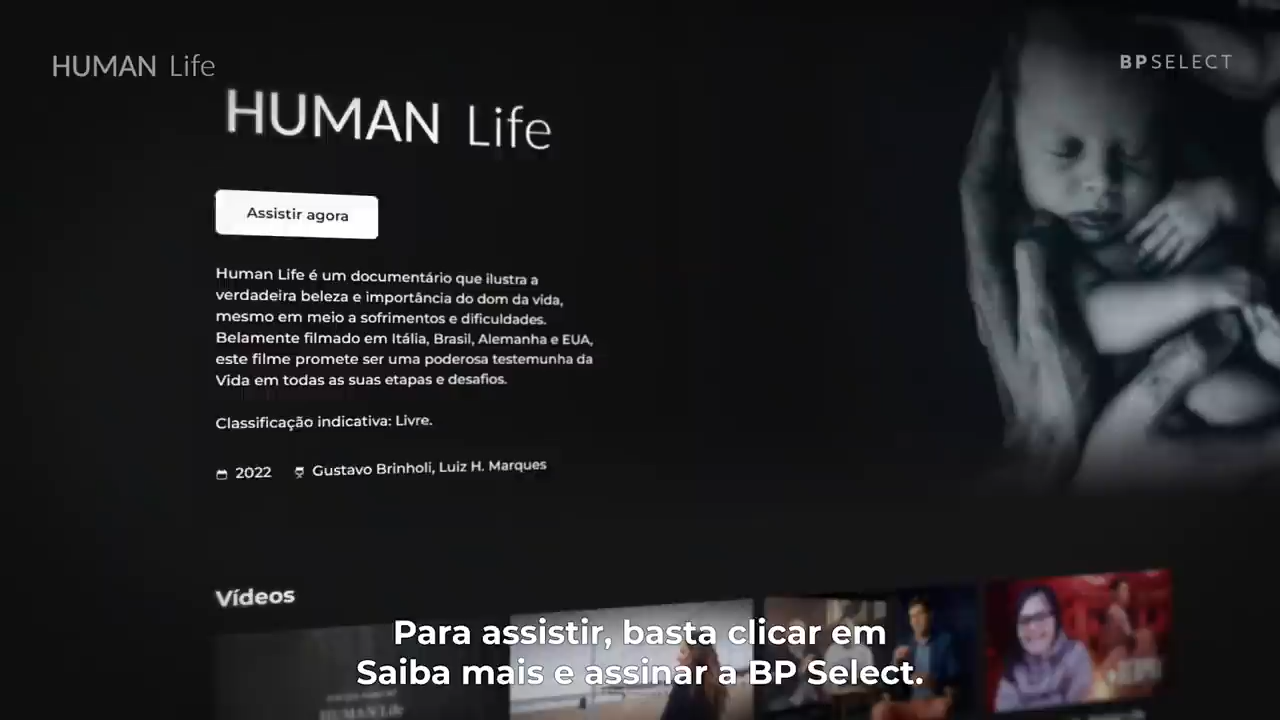 HUMAN Life
BPSELECT
HUMAN Life
Assistir agora
Human Life é um documentário que ilustra a
verdadeira beleza e importância do dom da vida,
mesmo em meio a sofrimentos e dificuldades.
Belamente filmado em Itália, Brasil, Alemanha e EUA,
este filme promete ser uma poderosa testemunha da
Vida em todas as suas etapas e desafios.
Classificação indicativa: Livre.
2022 Gustavo Brinholi, Luiz H. Marques
Vídeos
Para assistir, basta clicar em
Saiba mais e assinar a BP Select.
HUMAN Life